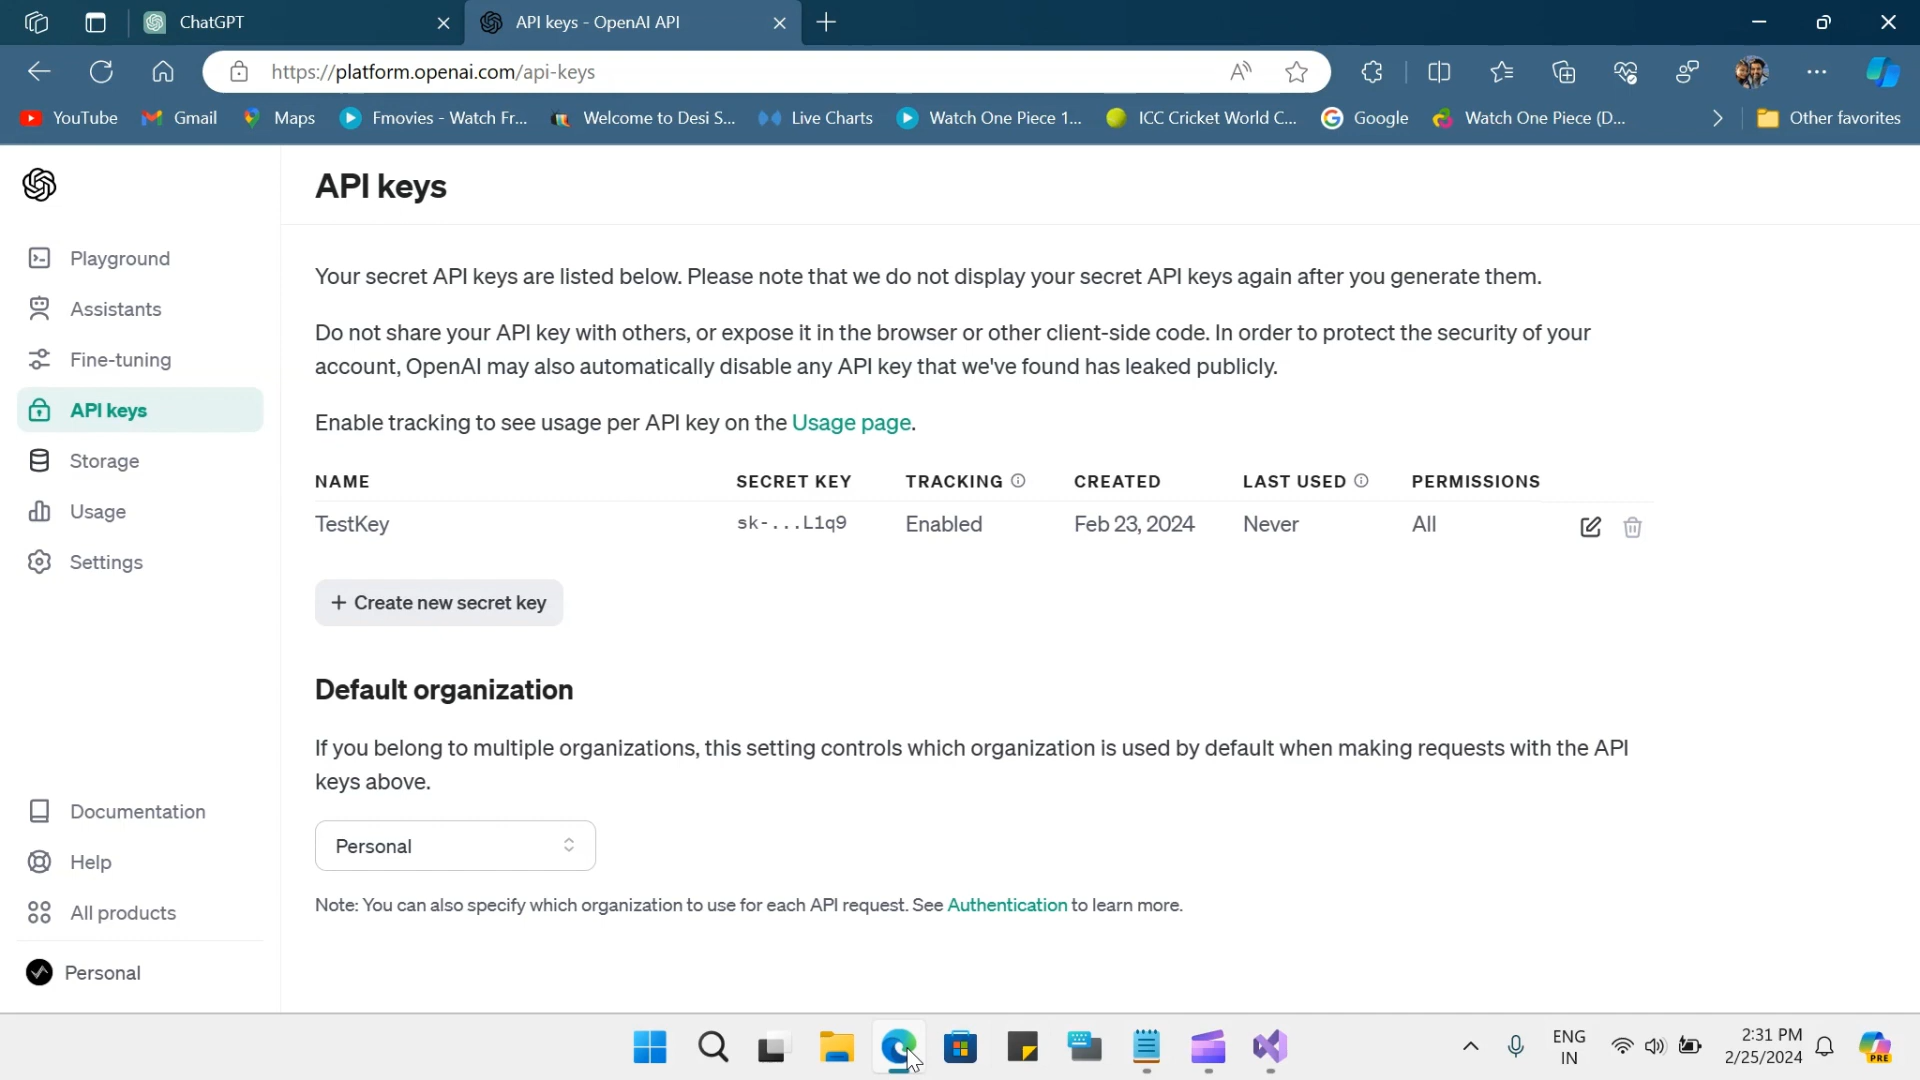 ChatGPT
API keys - OpenAI API
https://platform.openai.com/api-keys
YouTube
Gmail
Maps
Fmovies - Watch Fr...
Welcome to Desi S...
Live Charts
Watch One Piece 1...
ICC Cricket World C...
Google
Watch One Piece (D...
Other favorites
API keys
Playground
Assistants
Fine-tuning
API keys
Storage
Usage
Settings
Documentation
Help
All products
Personal
Your secret API keys are listed below. Please note that we do not display your secret API keys again after you generate them.
Do not share your API key with others, or expose it in the browser or other client-side code. In order to protect the security of your
account, OpenAI may also automatically disable any API key that we've found has leaked publicly.
Enable tracking to see usage per API key on the Usage page.
NAME SECRET KEY TRACKING CREATED LAST USED PERMISSIONS
TestKey sk-...L1q9 Enabled Feb 23, 2024 Never All
+ Create new secret key
Default organization
If you belong to multiple organizations, this setting controls which organization is used by default when making requests with the API
keys above.
Personal
Note: You can also specify which organization to use for each API request. See Authentication to learn more.
ENG
IN
2:31 PM
2/25/2024
PRE